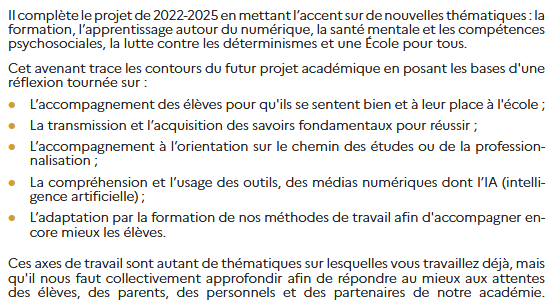 Il complète le projet de 2022-2025 en mettant l'accent sur de nouvelles thématiques : la
formation, l'apprentissage autour du numérique, la santé mentale et les compétences
psychosociales, la lutte contre les déterminismes et une École pour tous.
Cet avenant trace les contours du futur projet académique en posant les bases d'une
réflexion tournée sur :
• L'accompagnement des élèves pour qu'ils se sentent bien et à leur place à l'école ;
• La transmission et l'acquisition des savoirs fondamentaux pour réussir ;
• L'accompagnement à l'orientation sur le chemin des études ou de la profession-
nalisation ;
• La compréhension et l'usage des outils, des médias numériques dont l'IA (intelli-
gence artificielle) ;
• L'adaptation par la formation de nos méthodes de travail afin d'accompagner en-
core mieux les élèves.
Ces axes de travail sont autant de thématiques sur lesquelles vous travaillez déjà, mais
qu'il nous faut collectivement approfondir afin de répondre au mieux aux attentes
des élèves, des parents, des personnels et des partenaires de notre académie.